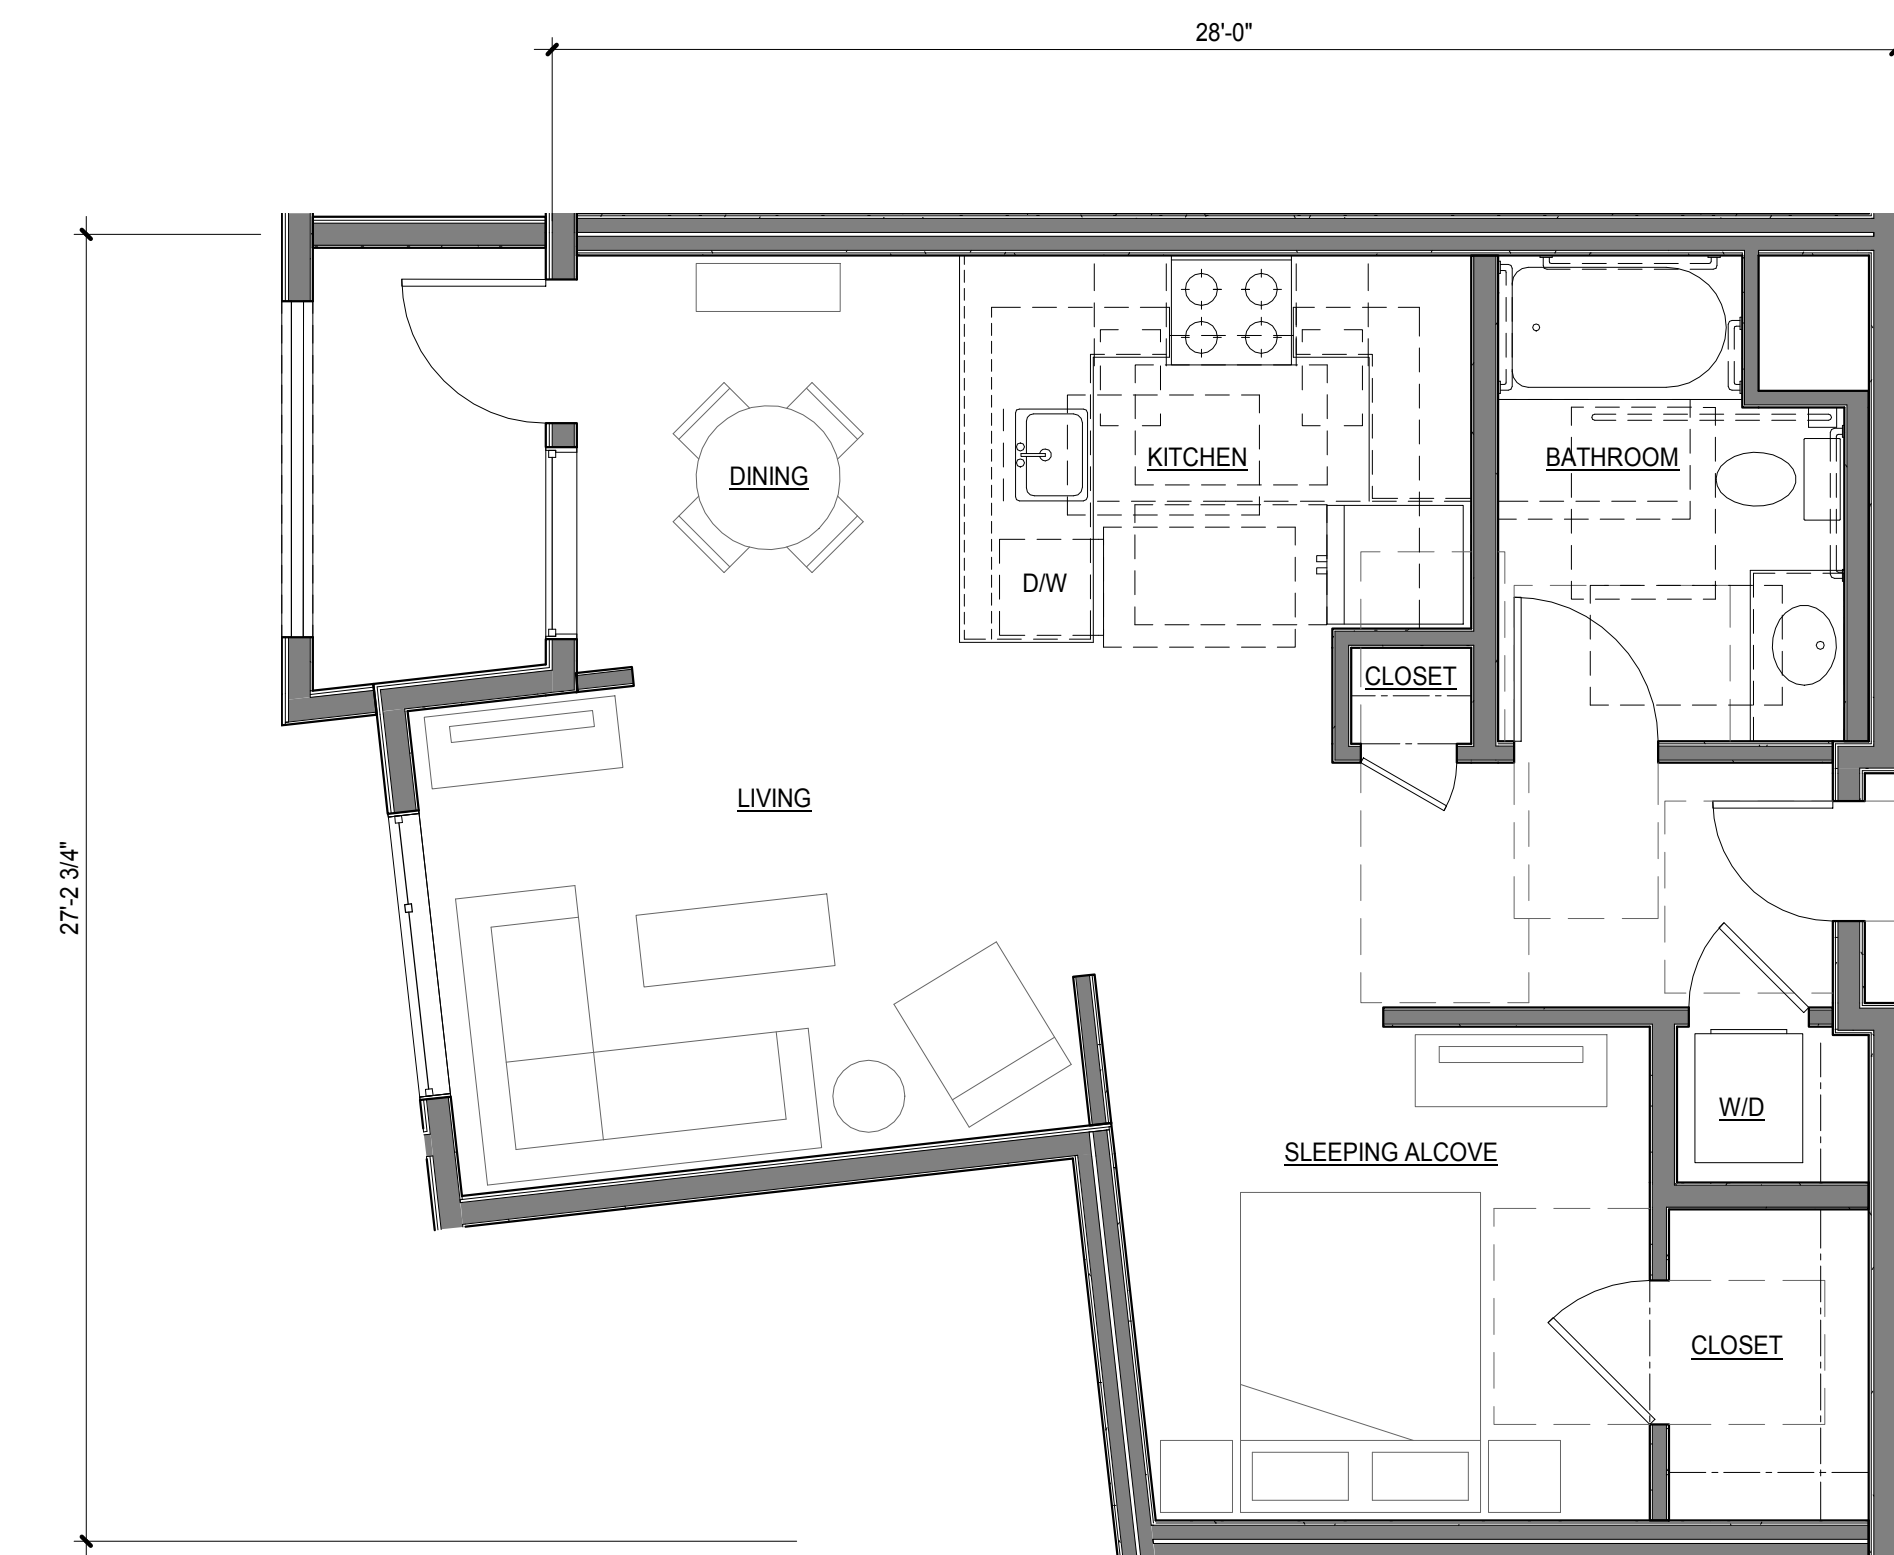 28'-0"
KITCHEN
BATHROOM
DINING
D/W
CLOSET
LIVING
27'-2 3/4"
W/D
SLEEPING ALCOVE
CLOSET